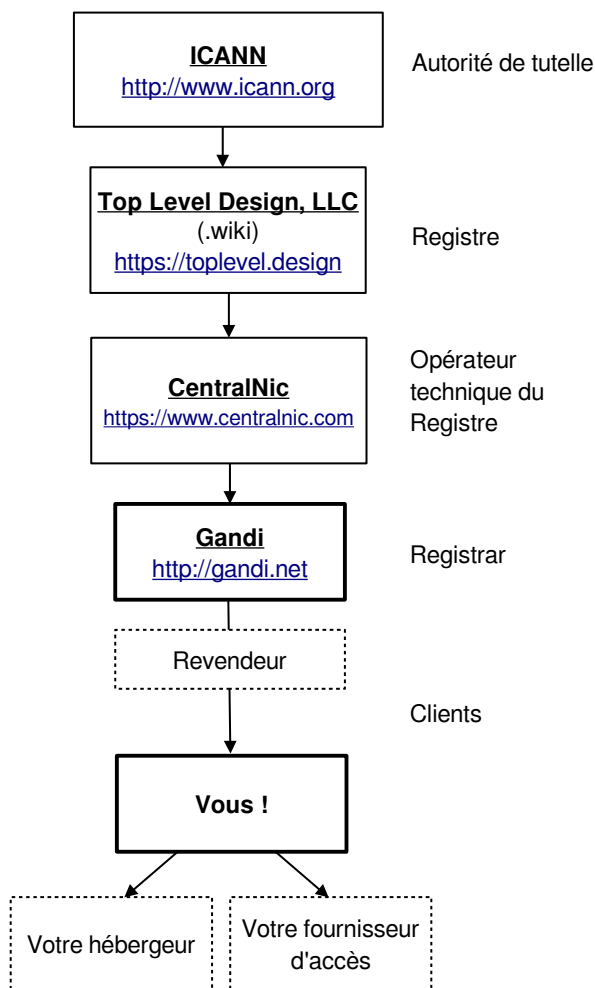 ICANN
http://www.icann.org
Autorité de tutelle
Top Level Design, LLC
(.wiki)
https://toplevel.design
Registre
CentralNic
https://www.centralnic.com
Opérateur
technique du
Registre
Gandi
http://gandi.net
Registrar
Revendeur
Clients
Vous !
Votre hébergeur
Votre fournisseur
d'accès